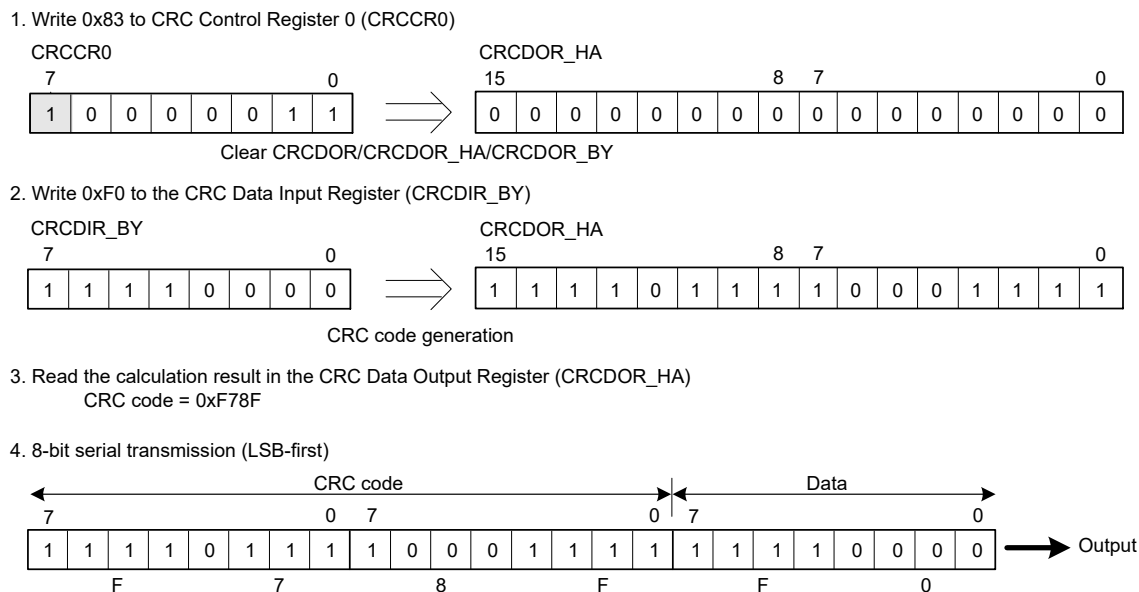 1. Write 0x83 to CRC Control Register 0 (CRCCR0)
CRCCR0 CRCDOR_HA
7 0 15 8 7 0
1 0 0 0 0 0 1 1 0 0 0 0 0 0 0 0 0 0 0 0 0 0 0 0
Clear CRCDOR/CRCDOR_HA/CRCDOR_BY
2. Write 0xF0 to the CRC Data Input Register (CRCDIR_BY)
CRCDIR_BY CRCDOR_HA
7 0 15 8 7 0
1 1 1 1 0 0 0 0 1 1 1 1 0 1 1 1 1 0 0 0 1 1 1 1
CRC code generation
3. Read the calculation result in the CRC Data Output Register (CRCDOR_HA)
CRC code = 0xF78F
4. 8-bit serial transmission (LSB-first)
CRC code Data
7 0 7 0 7 0
1 1 1 1 0 1 1 1 1 0 0 0 1 1 1 1 1 1 1 1 0 0 0 0 Output
F 7 8 F F 0